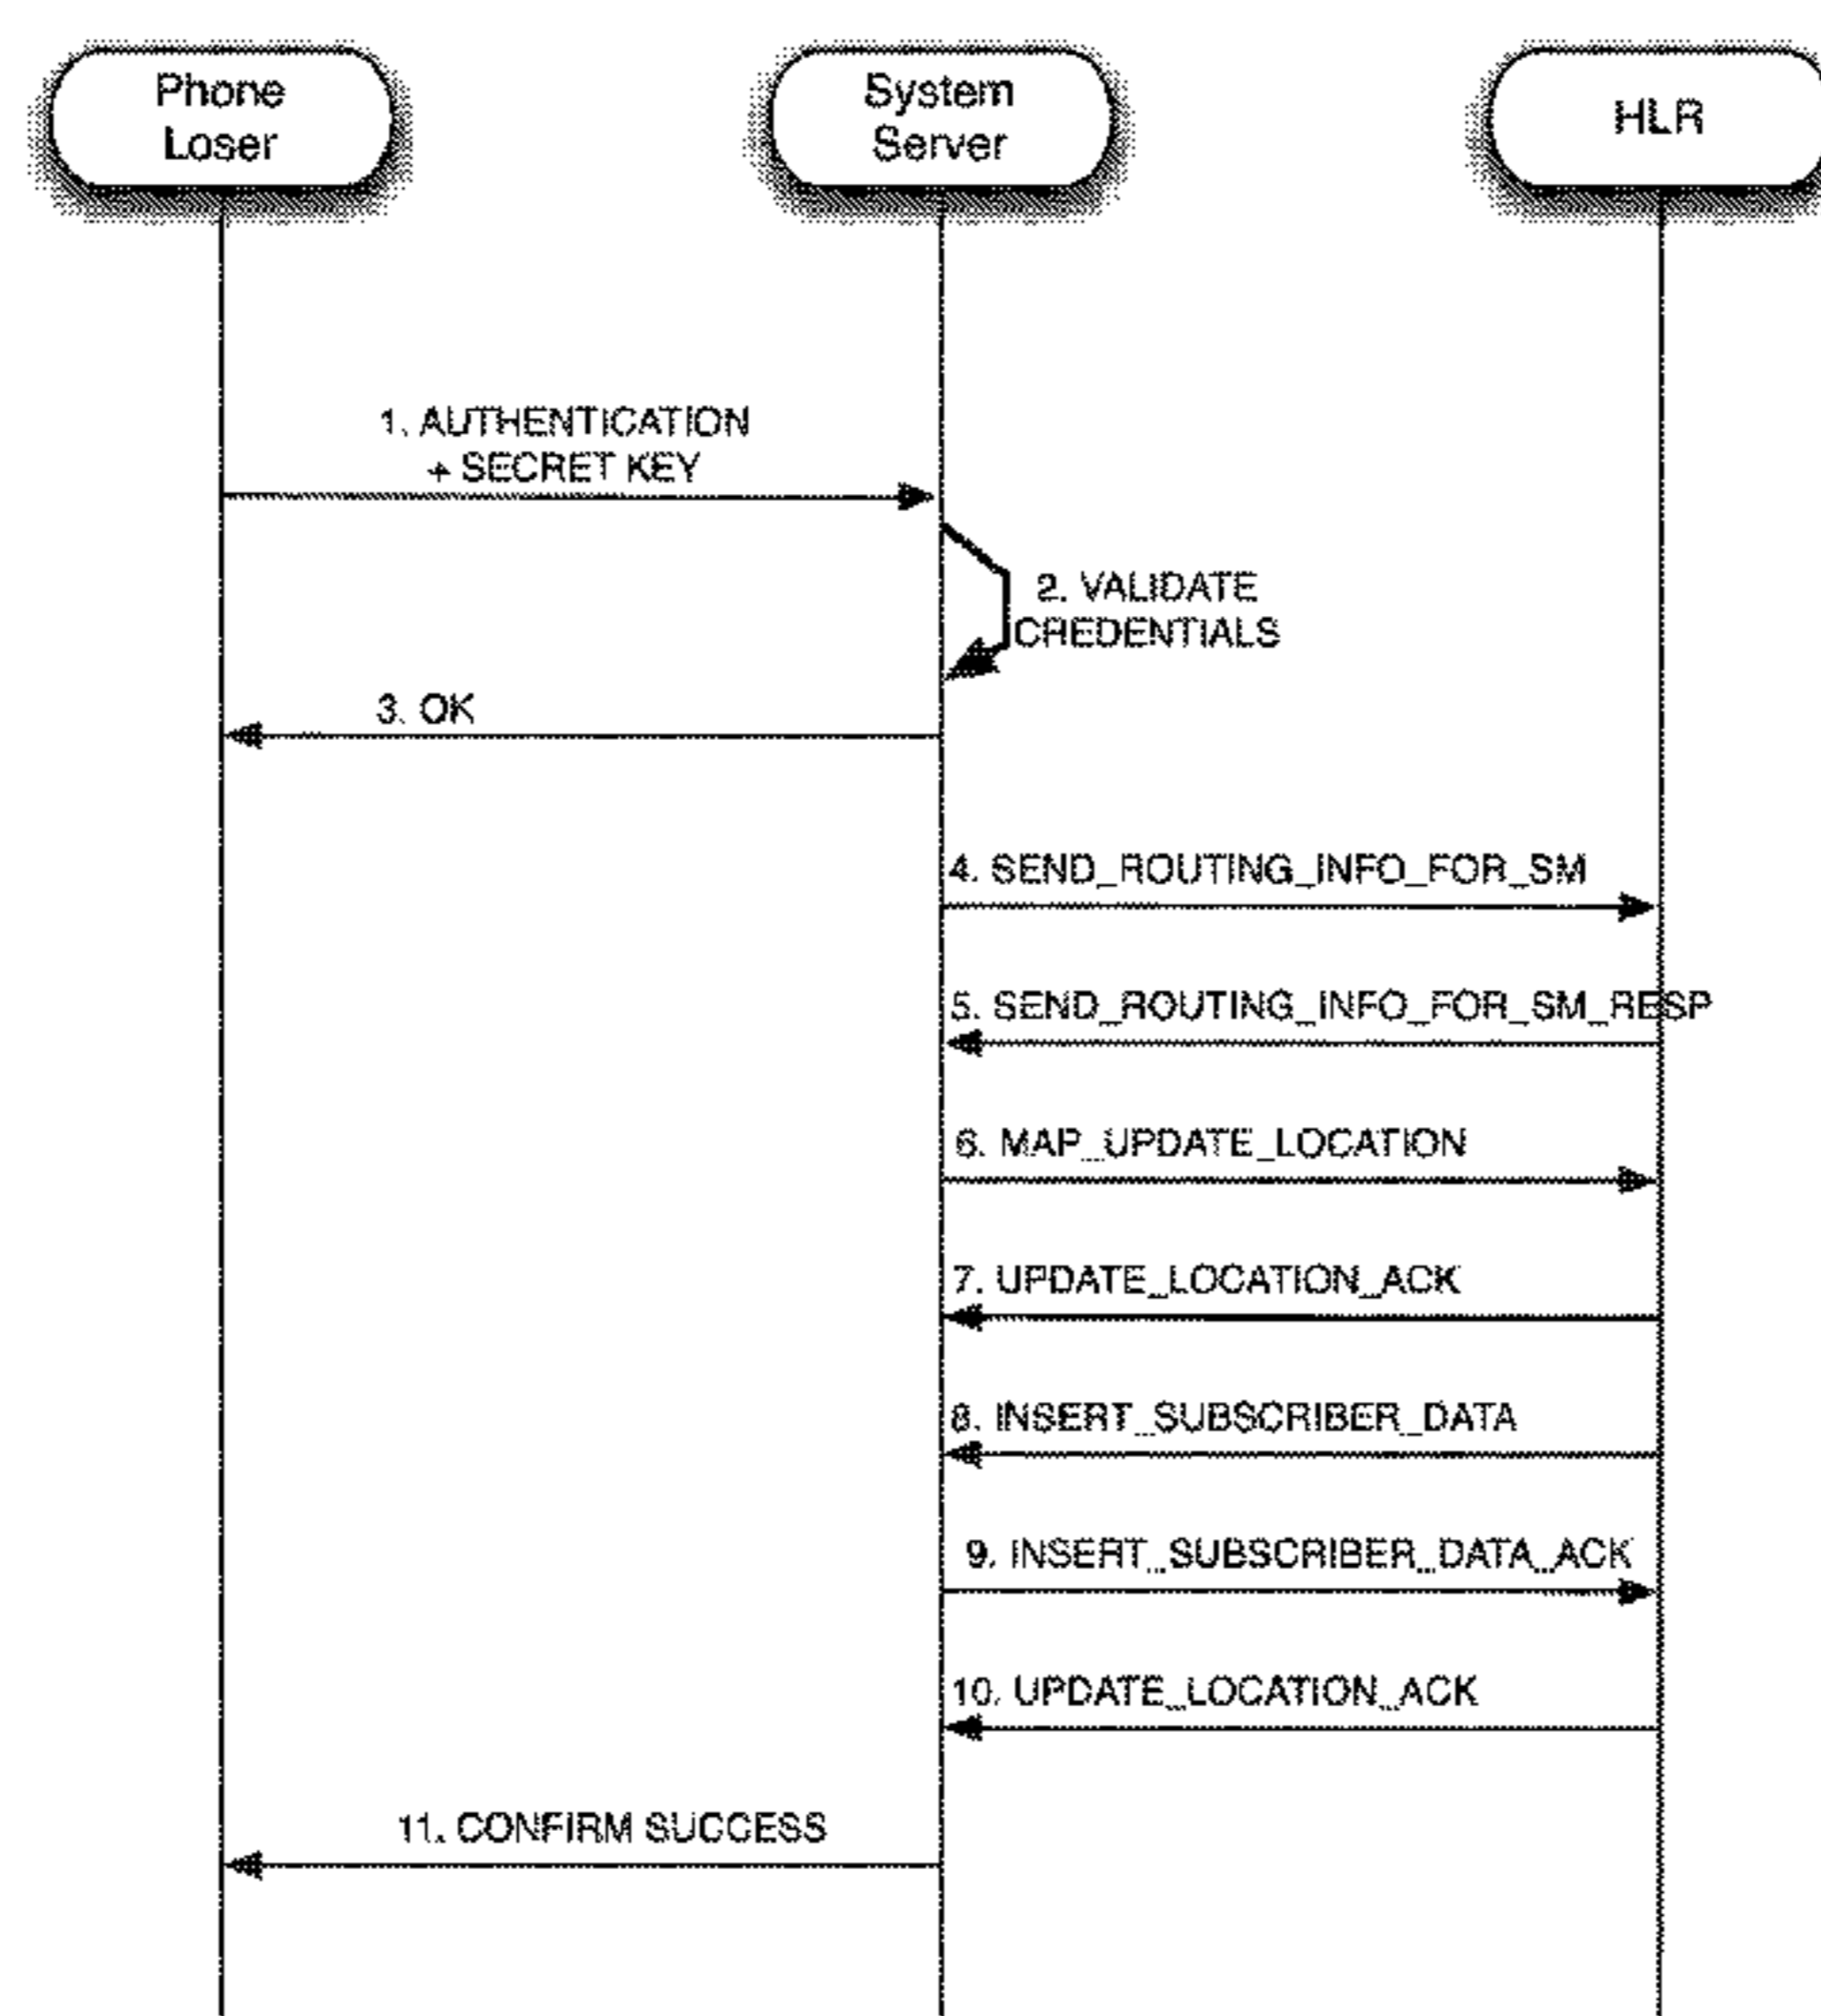 Phone
Loser
System
Server
HLR
1. AUTHENTICATION
+ SECRET KEY
2. VALIDATE
CREDENTIALS
3. OK
4. SEND_ROUTING_INFO_FOR_SM
5. SEND_ROUTING_INFO_FOR_SM_RESP
6. MAP_UPDATE_LOCATION
7. UPDATE_LOCATION_ACK
8. INSERT_SUBSCRIBER_DATA
9. INSERT_SUBSCRIBER_DATA_ACK
10. UPDATE_LOCATION_ACK
11. CONFIRM SUCCESS